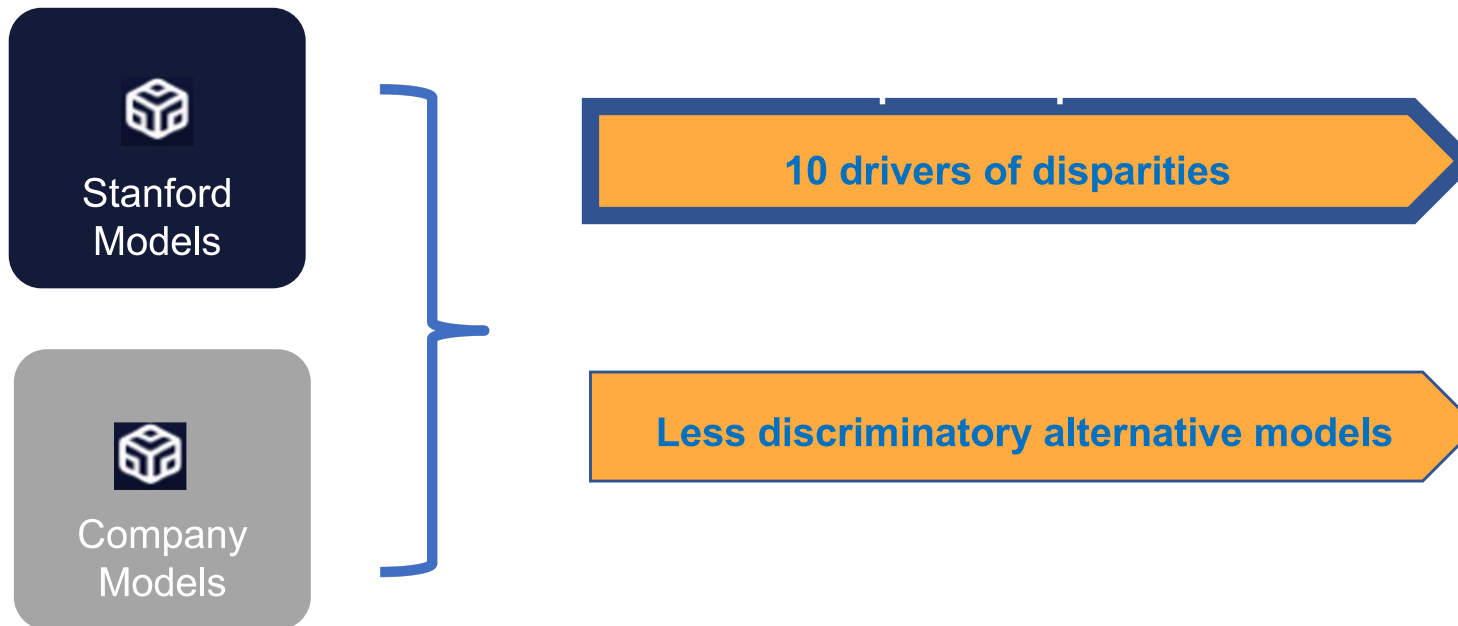 Stanford
Models
10 drivers of disparities
Less discriminatory alternative models
Company
Models